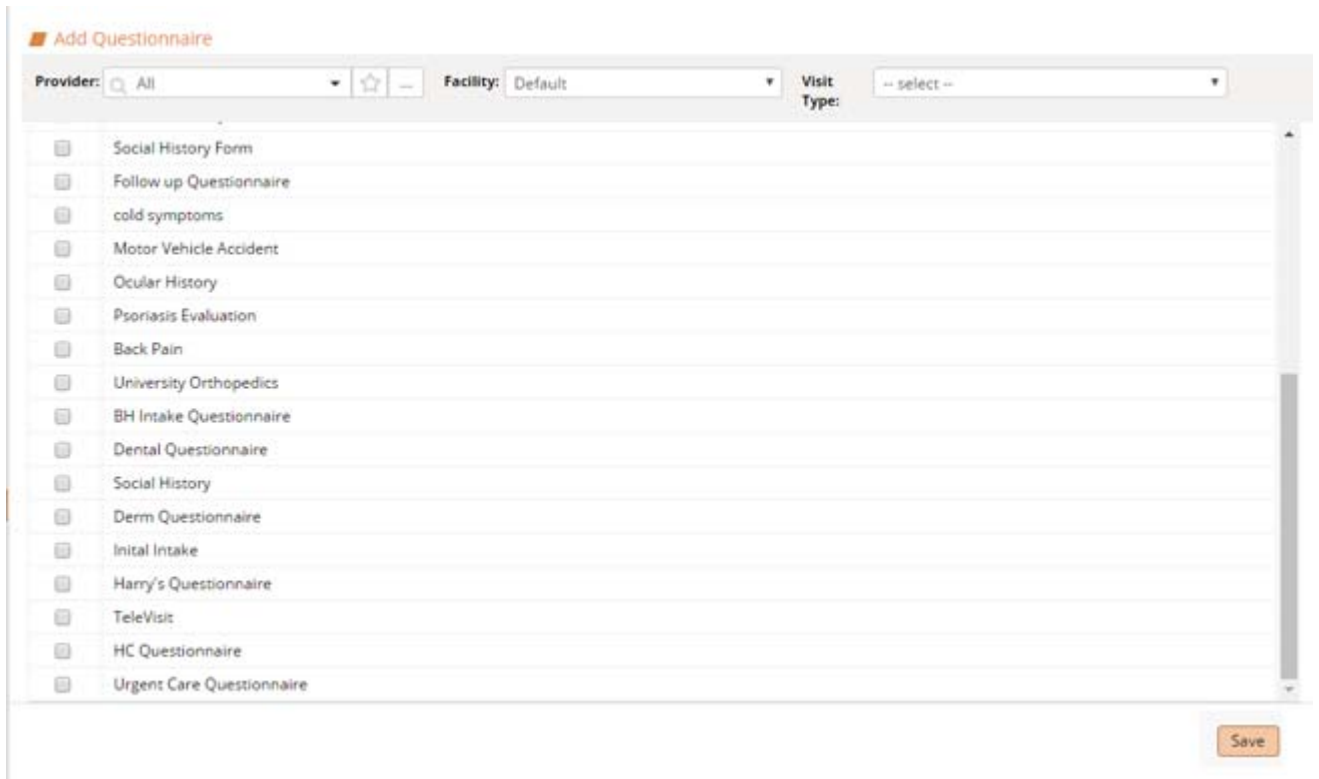 Add Questionnaire
Provider: All ... Facility: Default Visit Type: -- select --
Social History Form
Follow up Questionnaire
cold symptoms
Motor Vehicle Accident
Ocular History
Psoriasis Evaluation
Back Pain
University Orthopedics
BH Intake Questionnaire
Dental Questionnaire
Social History
Derm Questionnaire
Inital Intake
Harry's Questionnaire
TeleVisit
HC Questionnaire
Urgent Care Questionnaire
Save